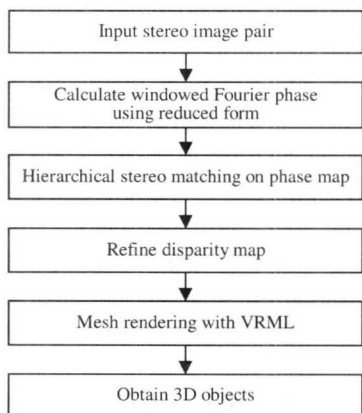 Input stereo image pair
Calculate windowed Fourier phase
using reduced form
Hierarchical stereo matching on phase map
Refine disparity map
Mesh rendering with VRML
Obtain 3D objects